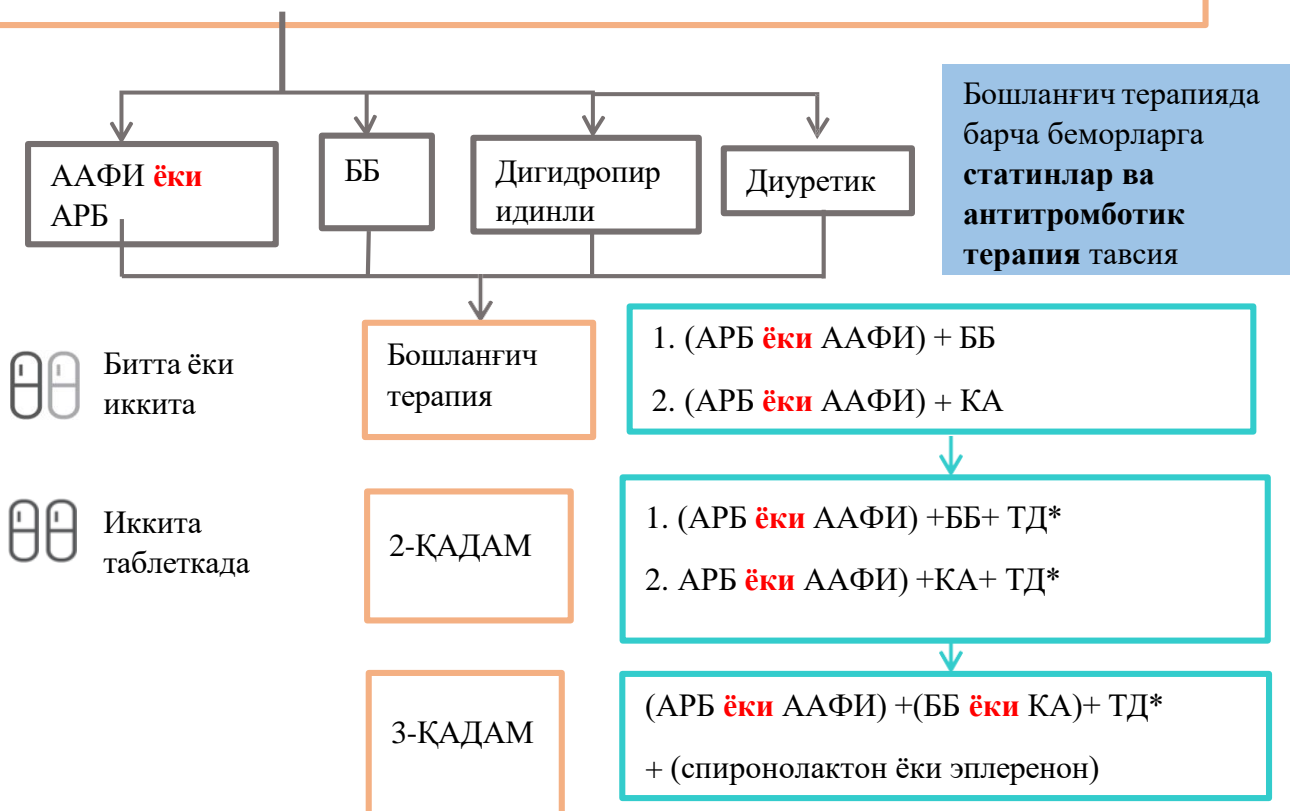 ААФИ ёки
АРБ
ББ
Дигидропир
идинли
Диуретик
Бошланғич терапияда
барча беморларга
статинлар ва
антитромботик
терапия тавсия
Битта ёки
иккита
Бошланғич
терапия
1. (АРБ ёки ААФИ) + ББ
2. (АРБ ёки ААФИ) + КА
Иккита
таблеткада
2-ҚАДАМ
1. (АРБ ёки ААФИ) +ББ+ ТД*
2. АРБ ёки ААФИ) +КА+ ТД*
3-ҚАДАМ
(АРБ ёки ААФИ) +(ББ ёки КА)+ ТД*
+ (спиронолактон ёки эплеренон)